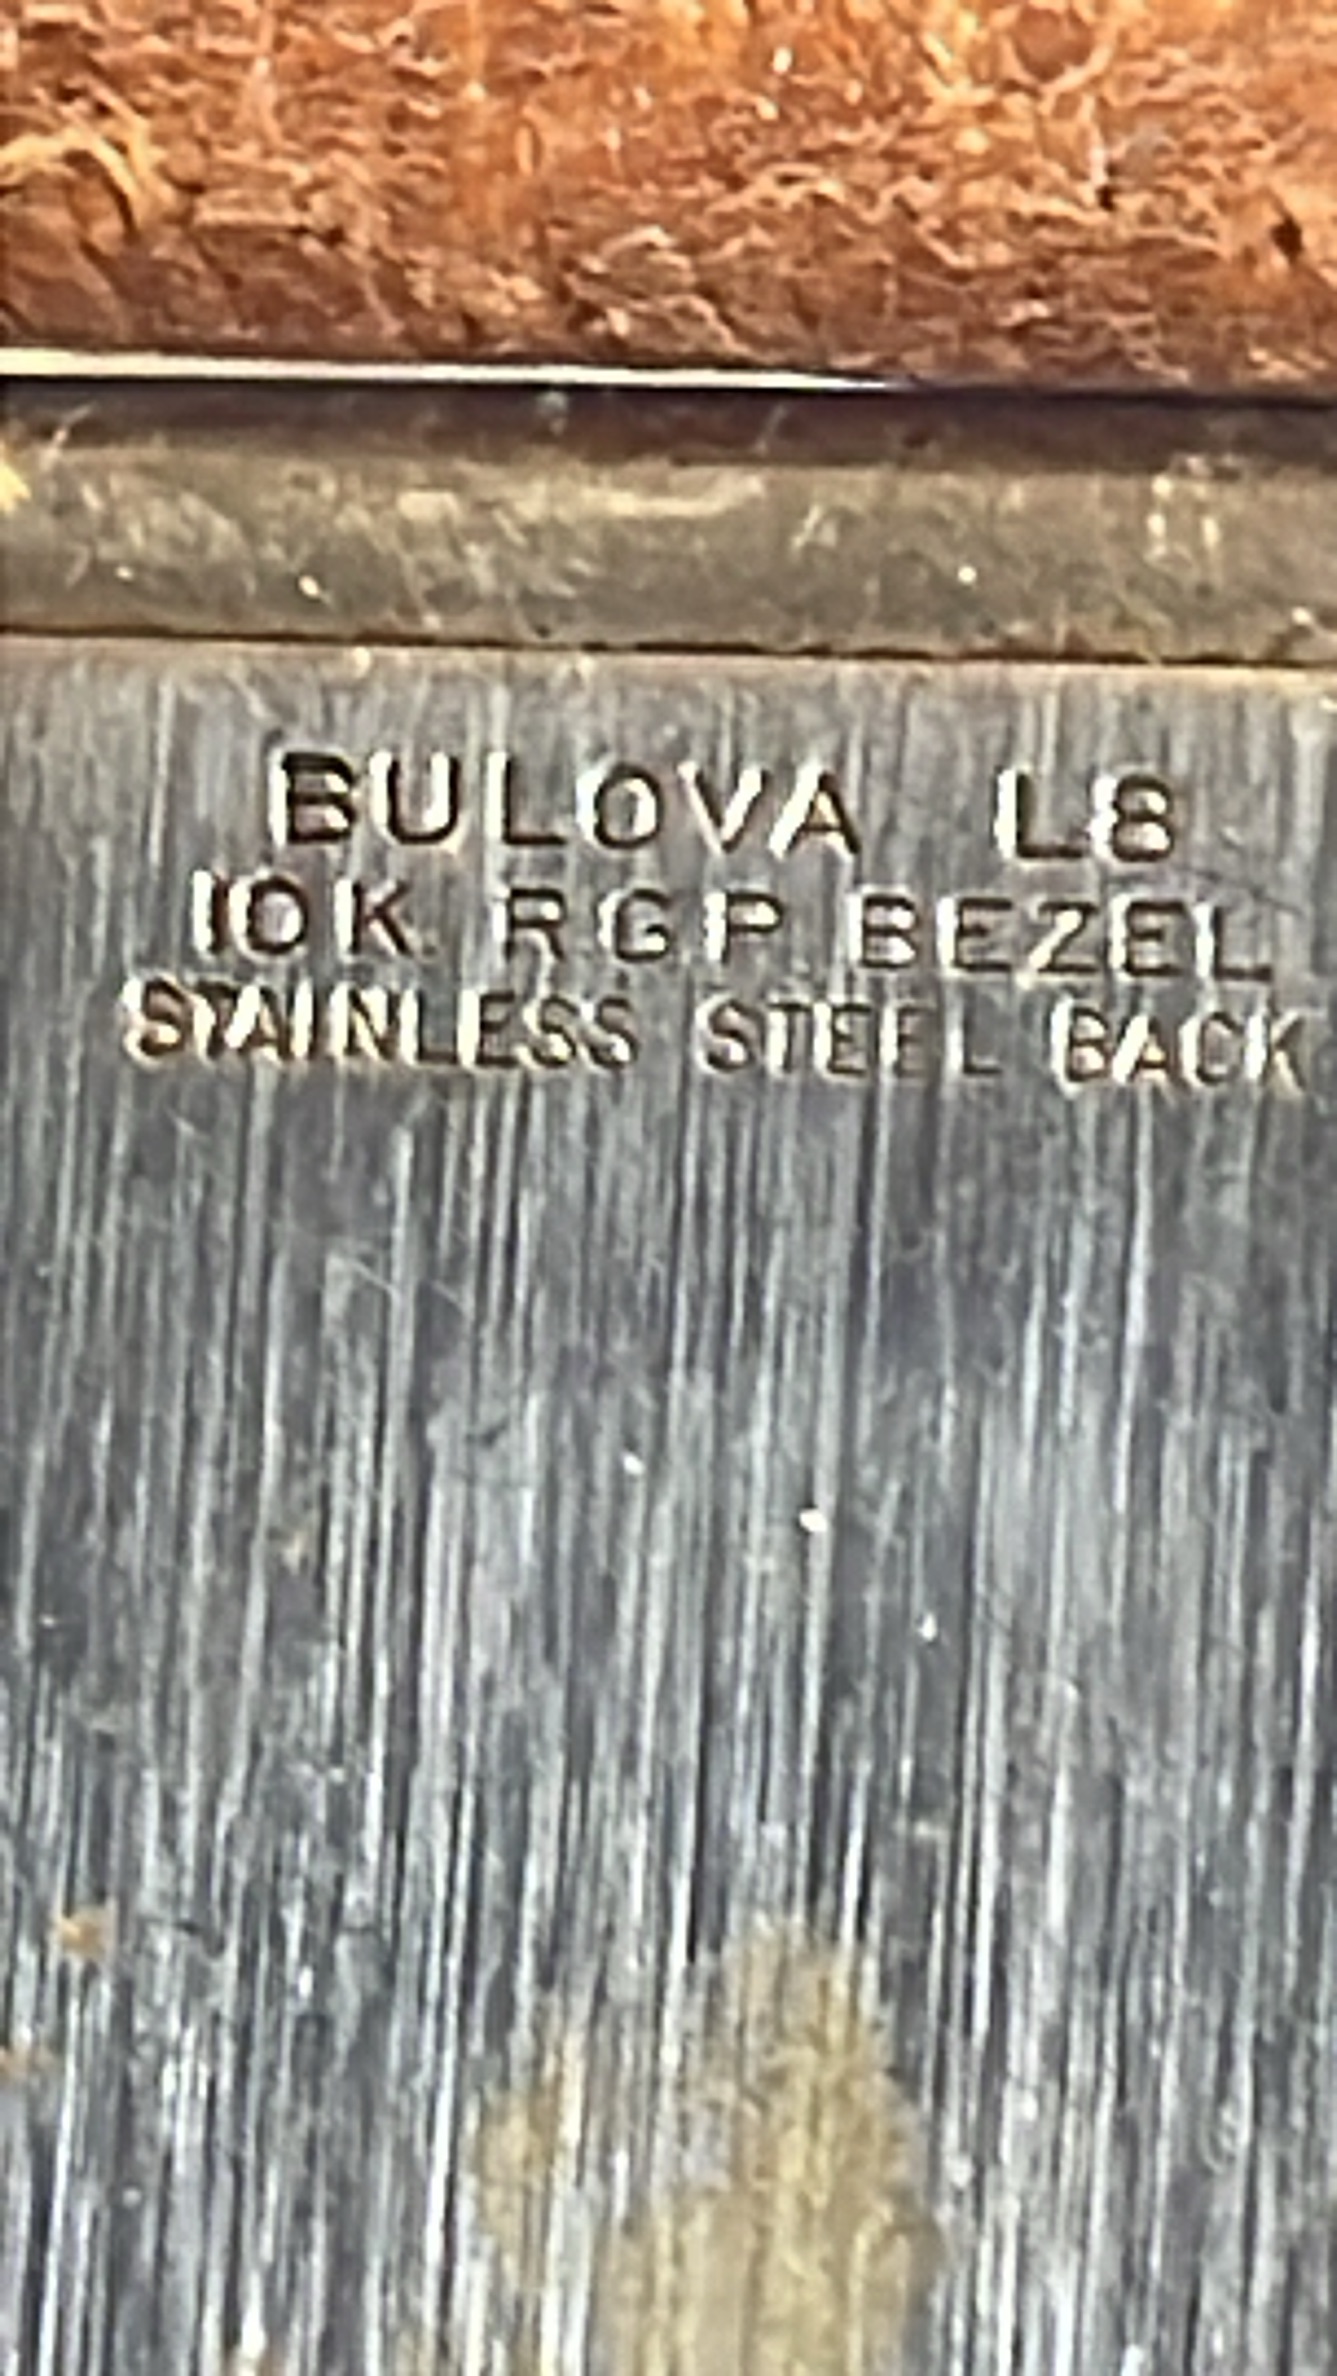 BULOVA L8
10K. RGP BEZEL
STAINLESS STEEL BACK